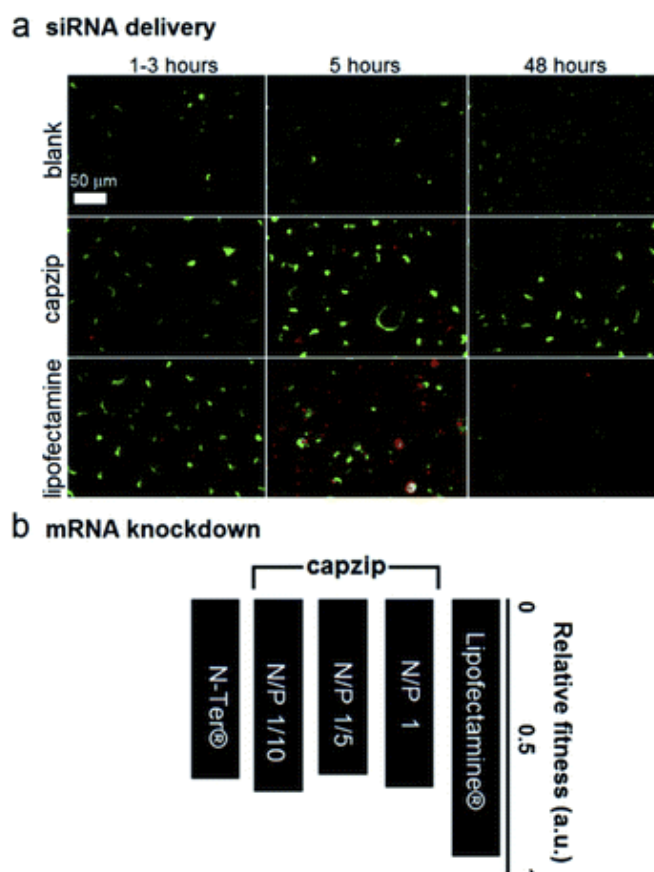 a siRNA delivery
1-3 hours 5 hours 48 hours
blank
50 μm
capzip
lipofectamine
b mRNA knockdown
capzip
N-Ter®
N/P 1/10
N/P 1/5
N/P 1
Lipofectamine®
0
0.5
Relative fitness (a.u.)